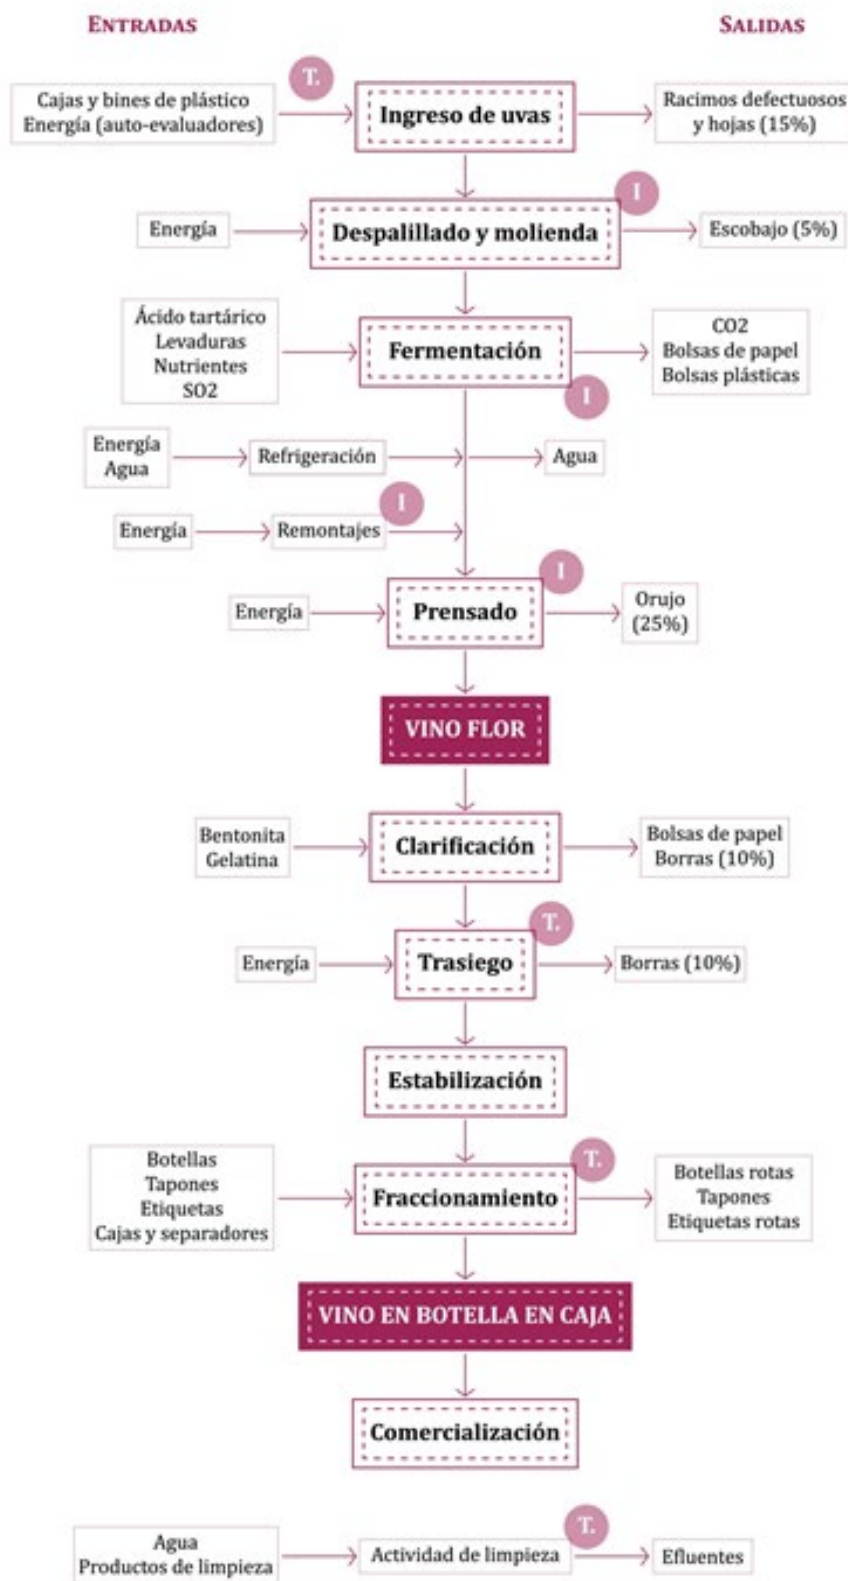 ENTRADAS
SALIDAS
T.
Cajas y bines de plástico
Energía (auto-evaluadores)
Ingreso de uvas
Racimos defectuosos
y hojas (15%)
I
Energía
Despalillado y molienda
Escobajo (5%)
Ácido tartárico
Levaduras
Nutrientes
SO2
Fermentación
CO2
Bolsas de papel
Bolsas plásticas
I
Energía
Agua
Refrigeración
Agua
I
Energía
Remontajes
I
Energía
Prensado
Orujo
(25%)
VINO FLOR
Bentonita
Gelatina
Clarificación
Bolsas de papel
Borras (10%)
T.
Energía
Trasiego
Borras (10%)
Estabilización
T.
Botellas
Tapones
Etiquetas
Cajas y separadores
Fraccionamiento
Botellas rotas
Tapones
Etiquetas rotas
VINO EN BOTELLA EN CAJA
Comercialización
T.
Agua
Productos de limpieza
Actividad de limpieza
Efluentes